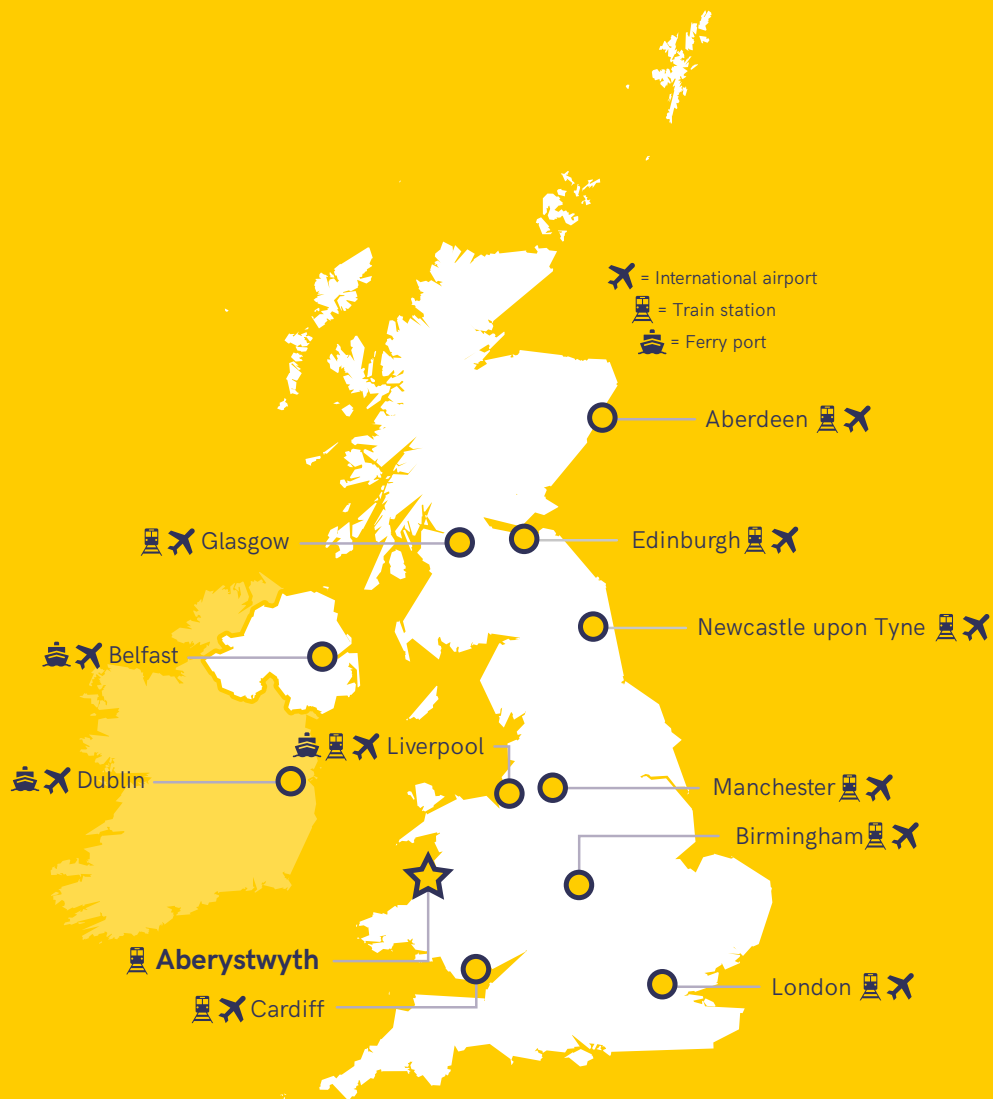 = International airport
= Train station
= Ferry port
Aberdeen
Glasgow
Edinburgh
Newcastle upon Tyne
Belfast
Liverpool
Dublin
Manchester
Birmingham
Aberystwyth
London
Cardiff